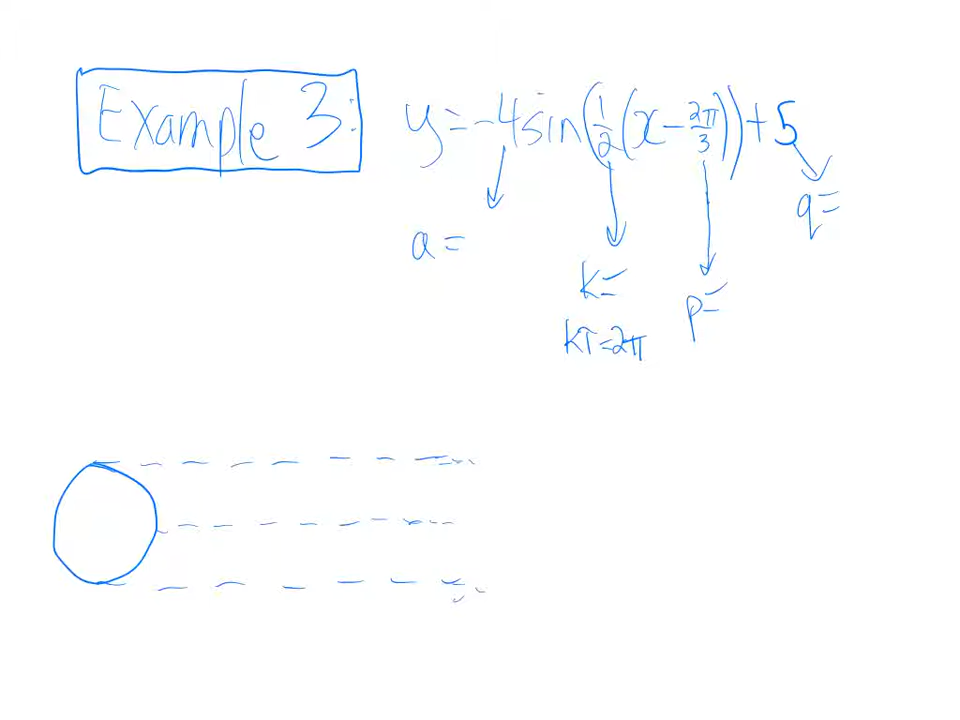 Example 3: y = -4sin(1/2(x - 2π/3)) + 5
q =
a =
k =
p =
kT = 2π